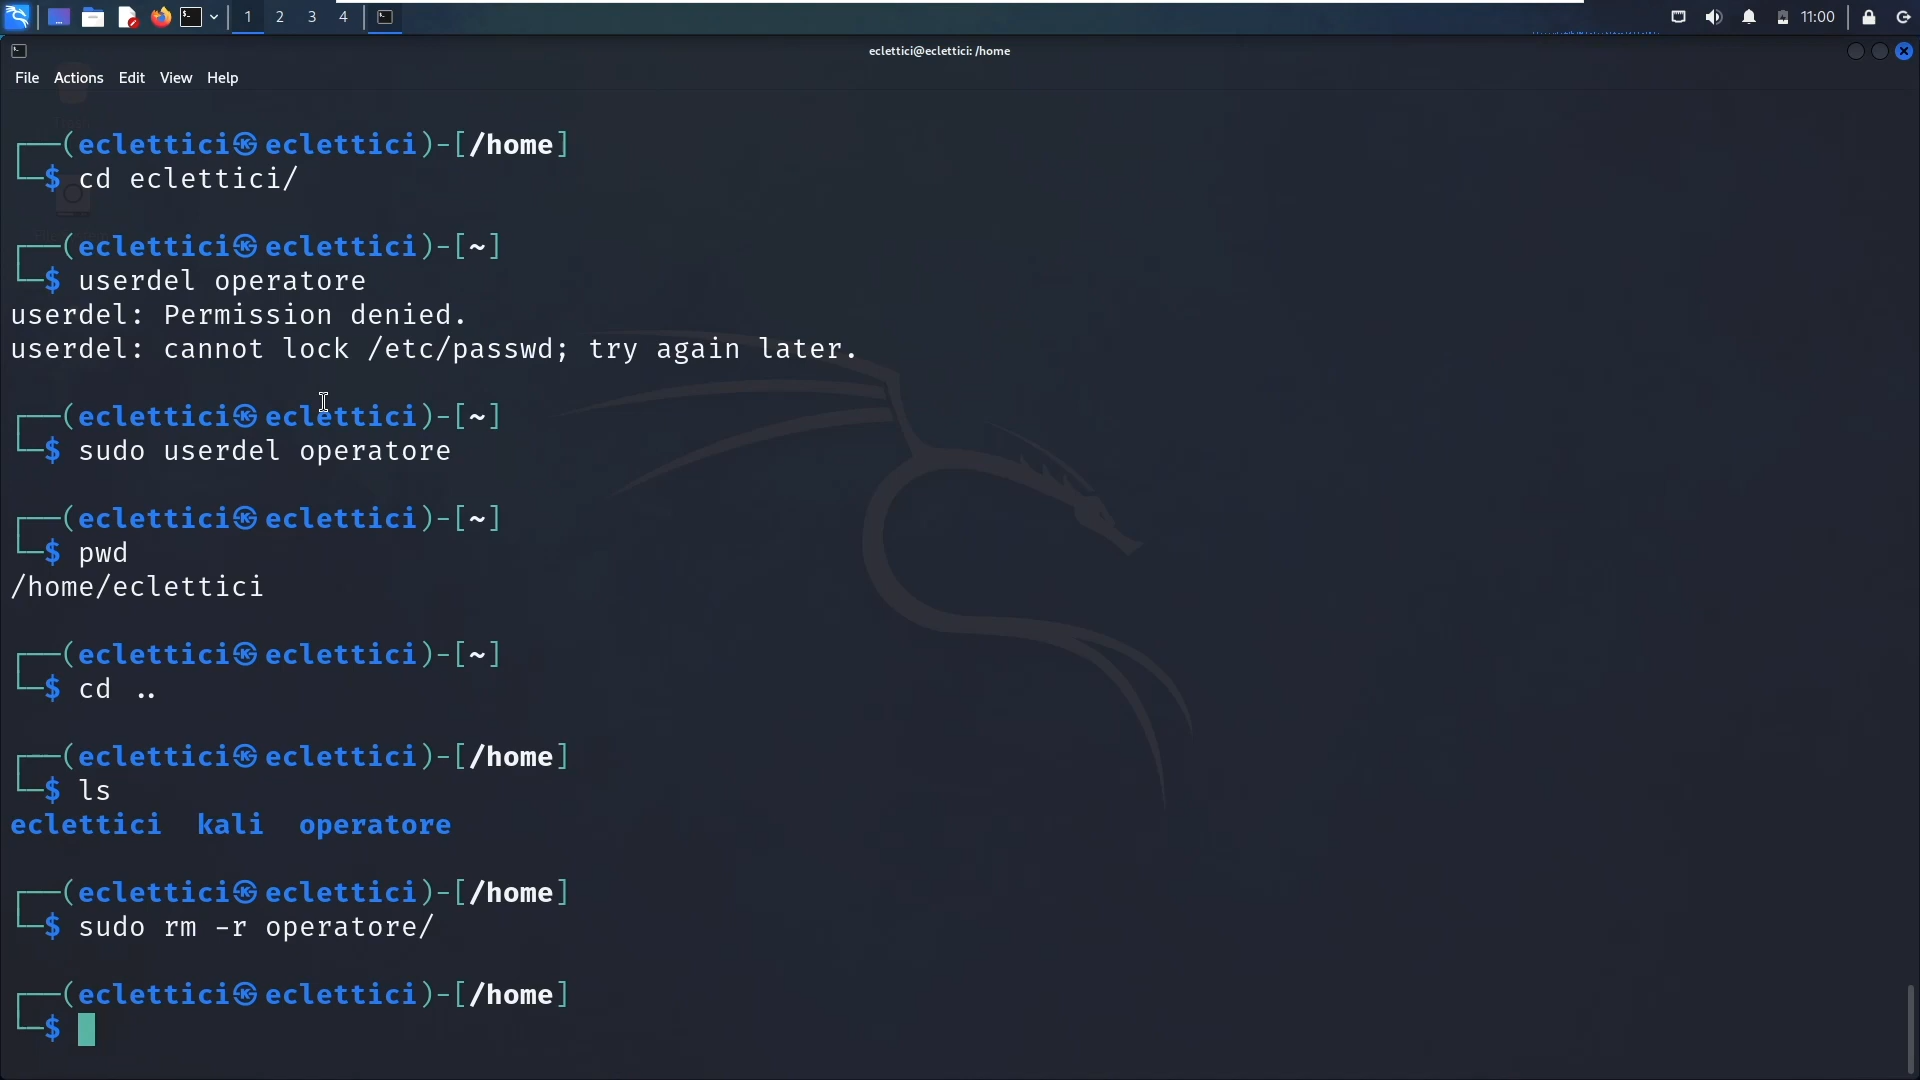 1 2 3 4 11:00
eclettici@eclettici: /home
File Actions Edit View Help
┌──(eclettici㉿eclettici)-[/home]
└─$ cd eclettici/
┌──(eclettici㉿eclettici)-[~]
└─$ userdel operatore
userdel: Permission denied.
userdel: cannot lock /etc/passwd; try again later.
┌──(eclettici㉿eclettici)-[~]
└─$ sudo userdel operatore
┌──(eclettici㉿eclettici)-[~]
└─$ pwd
/home/eclettici
┌──(eclettici㉿eclettici)-[~]
└─$ cd ..
┌──(eclettici㉿eclettici)-[/home]
└─$ ls
eclettici kali operatore
┌──(eclettici㉿eclettici)-[/home]
└─$ sudo rm -r operatore/
┌──(eclettici㉿eclettici)-[/home]
└─$